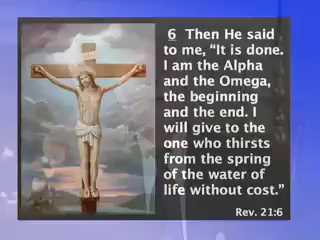 6 Then He said
to me, “It is done.
I am the Alpha
and the Omega,
the beginning
and the end. I
will give to the
one who thirsts
from the spring
of the water of
life without cost.”
Rev. 21:6